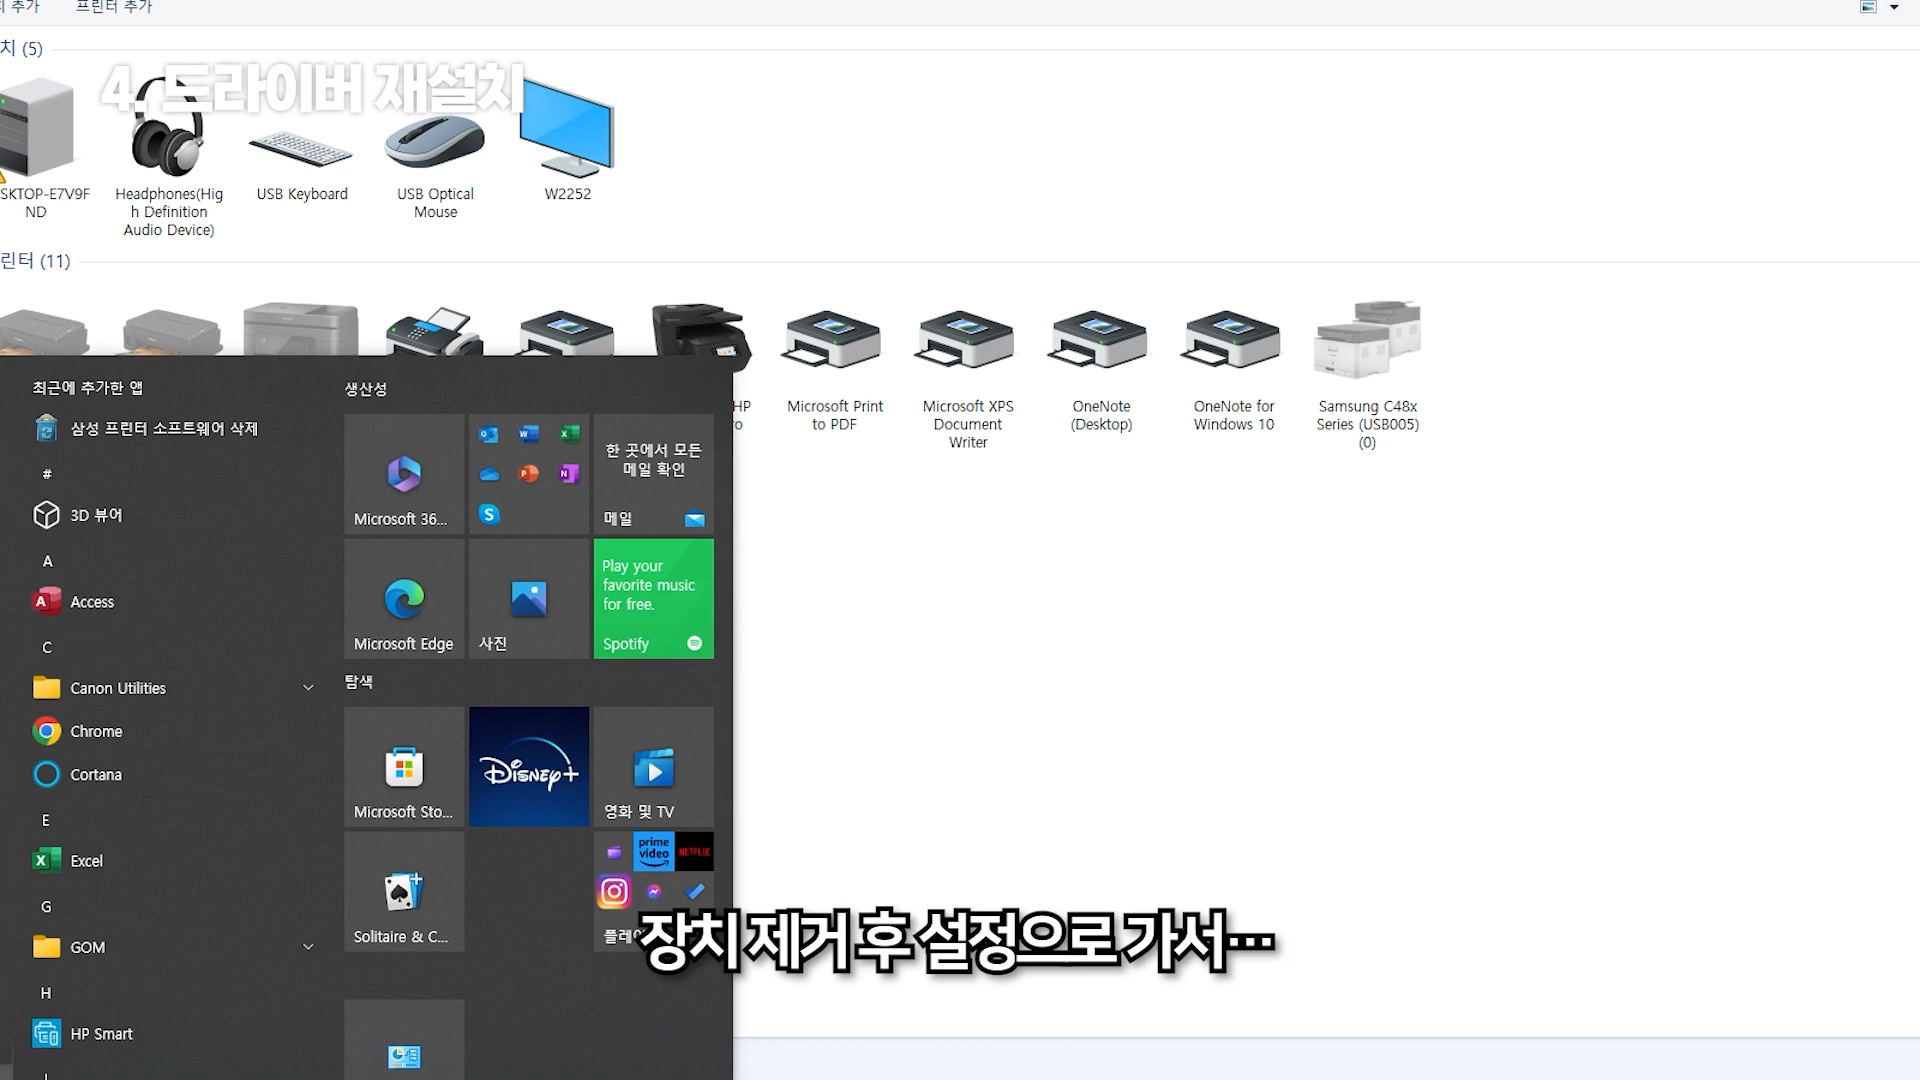 치 추가
프린터 추가
치 (5)
4. 드라이버 재설치
SKTOP-E7V9F
ND
Headphones(Hig
h Definition
Audio Device)
USB Keyboard
USB Optical
Mouse
W2252
린터 (11)
HP
ro
Microsoft Print
to PDF
Microsoft XPS
Document
Writer
OneNote
(Desktop)
OneNote for
Windows 10
Samsung C48x
Series (USB005)
(0)
최근에 추가한 앱
삼성 프린터 소프트웨어 삭제
#
3D 뷰어
A
Access
C
Canon Utilities
Chrome
Cortana
E
Excel
G
GOM
H
HP Smart
생산성
Microsoft 36...
한 곳에서 모든
메일 확인
메일
Microsoft Edge
사진
Play your
favorite music
for free.
Spotify
탐색
Microsoft Sto...
Disney+
영화 및 TV
Solitaire & C...
prime
video
NETFLIX
플레이
장치 제거 후 설정으로 가서...